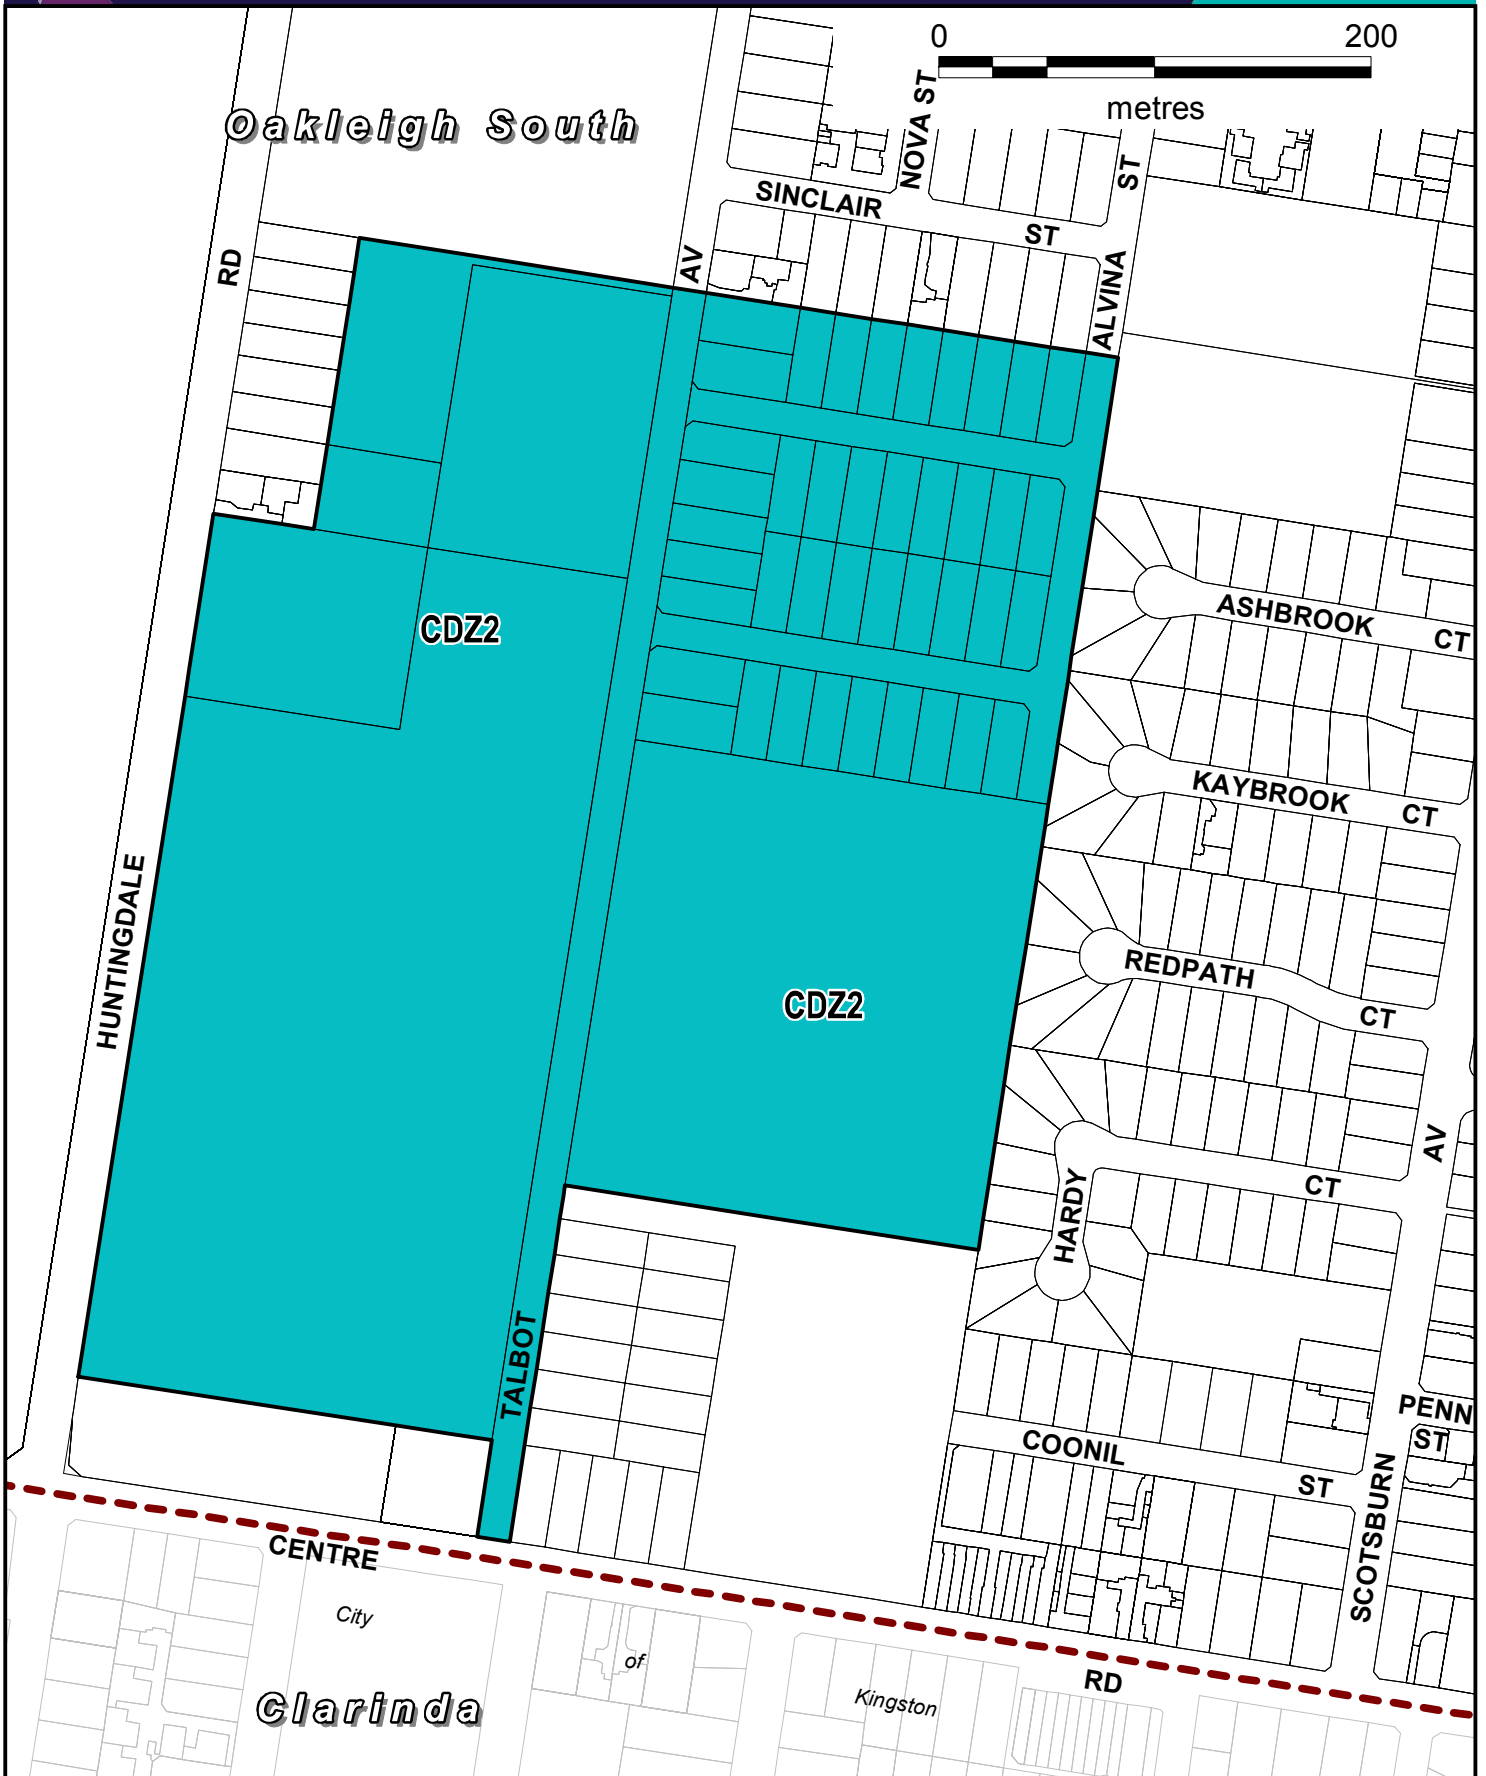 0 200
metres
Oakleigh South
NOVA ST
ST
SINCLAIR
ST
RD
AV
ALVINA
CDZ2
ASHBROOK
CT
KAYBROOK
CT
HUNTINGDALE
REDPATH
CT
CDZ2
AV
HARDY
CT
TALBOT
PENN
ST
COONIL
ST
SCOTSBURN
CENTRE
RD
City
of
Kingston
Clarinda